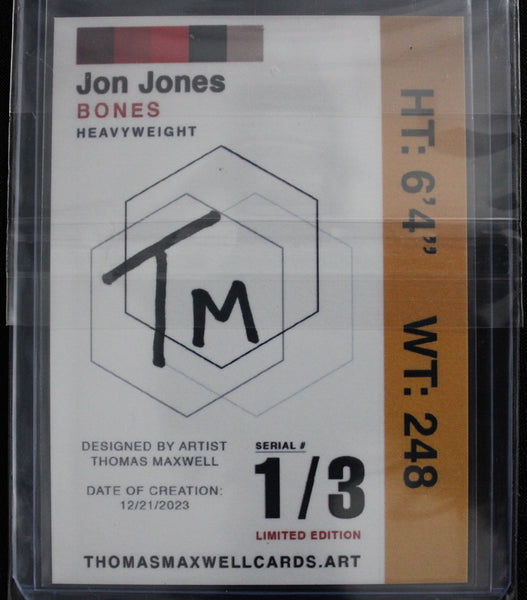 Jon Jones
BONES
HEAVYWEIGHT
HT: 6'4" WT: 248
TM
DESIGNED BY ARTIST
THOMAS MAXWELL
DATE OF CREATION:
12/21/2023
SERIAL #
1/3
LIMITED EDITION
THOMASMAXWELLCARDS.ART